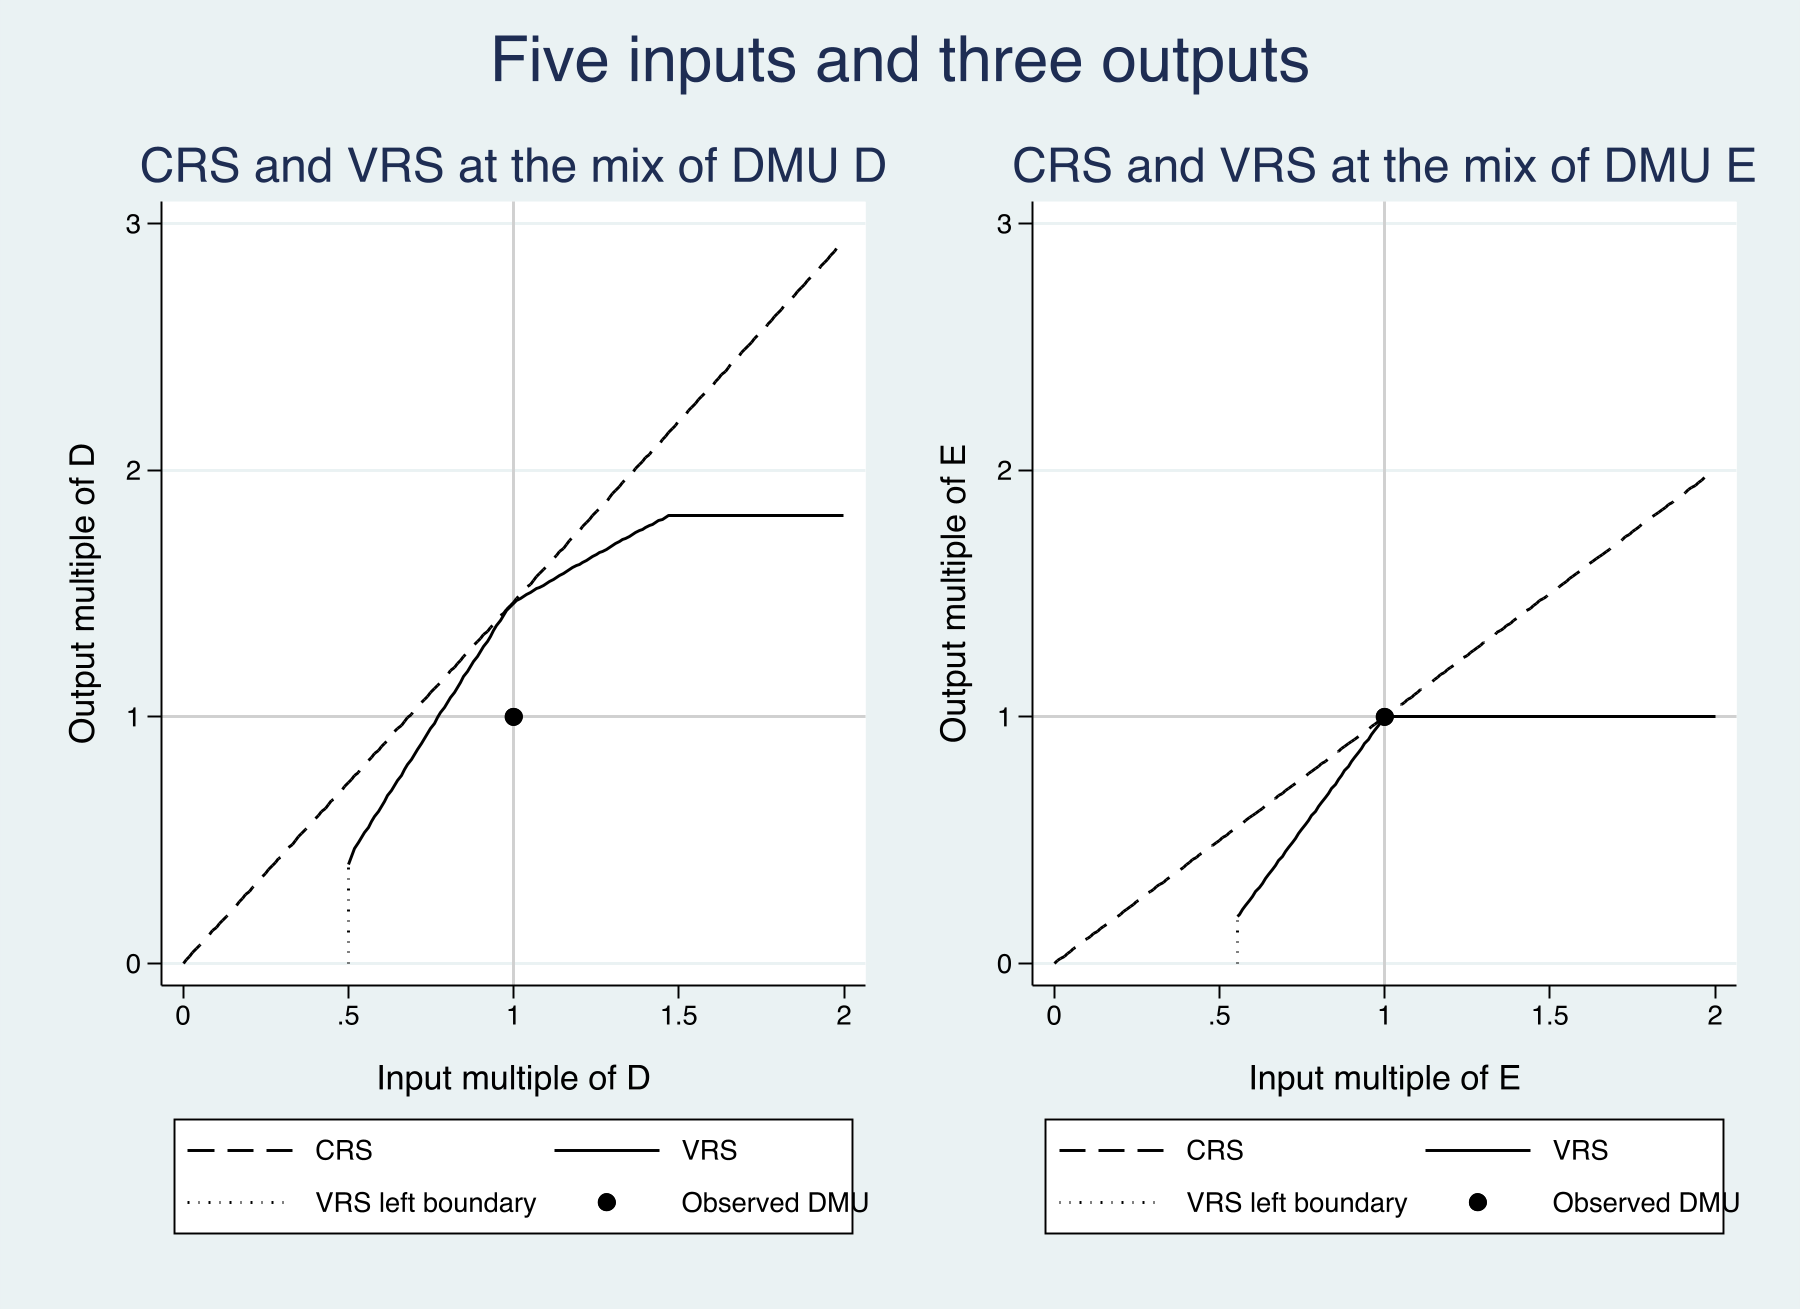 Five inputs and three outputs
CRS and VRS at the mix of DMU D
3
2
1
0
Output multiple of D
0 .5 1 1.5 2
Input multiple of D
CRS VRS
VRS left boundary Observed DMU
CRS and VRS at the mix of DMU E
3
2
1
0
Output multiple of E
0 .5 1 1.5 2
Input multiple of E
CRS VRS
VRS left boundary Observed DMU